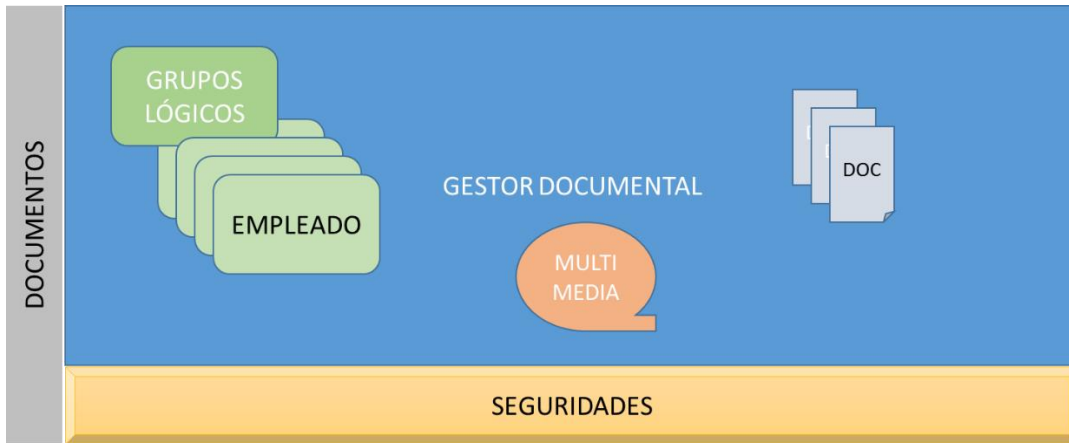 DOCUMENTOS
GRUPOS
LÓGICOS
EMPLEADO
GESTOR DOCUMENTAL
MULTI
MEDIA
D
D
DOC
SEGURIDADES